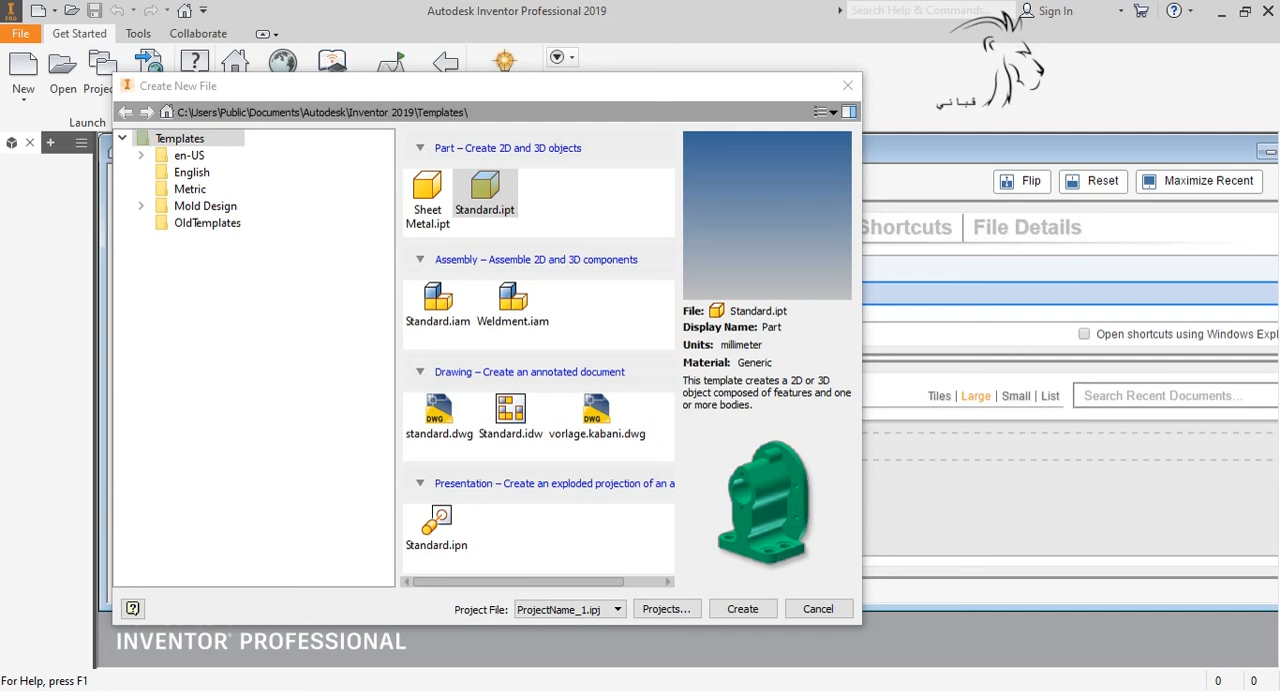 PRO
Autodesk Inventor Professional 2019
Search Help & Commands...
Sign In
File
Get Started
Tools
Collaborate
New
Open
Projec
Launch
قباني
Create New File
C:\Users\Public\Documents\Autodesk\Inventor 2019\Templates\
Templates
en-US
English
Metric
Mold Design
OldTemplates
Part – Create 2D and 3D objects
Sheet
Metal.ipt
Standard.ipt
Assembly – Assemble 2D and 3D components
Standard.iam
Weldment.iam
Drawing – Create an annotated document
DWG
DWG
standard.dwg
Standard.idw
vorlage.kabani.dwg
Presentation – Create an exploded projection of an a
Standard.ipn
File: Standard.ipt
Display Name: Part
Units: millimeter
Material: Generic
This template creates a 2D or 3D
object composed of features and one
or more bodies.
Project File:
ProjectName_1.ipj
Projects...
Create
Cancel
Flip
Reset
Maximize Recent
Shortcuts
File Details
Open shortcuts using Windows Expl
Tiles | Large | Small | List
Search Recent Documents...
INVENTOR® PROFESSIONAL
For Help, press F1
0
0